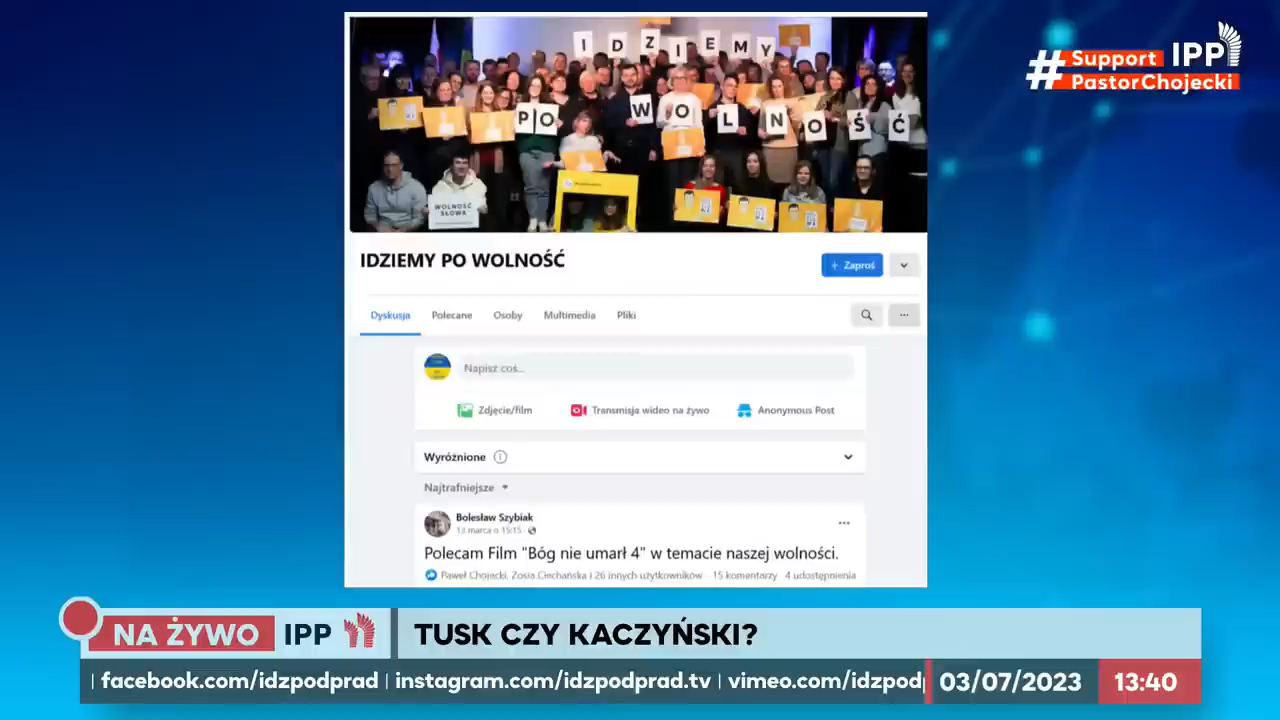 I D Z I E M Y
P O W O L N O Ś Ć
WOLNOŚĆ
SŁOWA
#Support IPP
PastorChojecki
IDZIEMY PO WOLNOŚĆ
+ Zaproś
Dyskusja Polecane Osoby Multimedia Pliki
Napisz coś...
Zdjęcie/film Transmisja wideo na żywo Anonymous Post
Wyróżnione
Najtrafniejsze
Bolesław Szybiak
13 marca o 15:15
Polecam Film "Bóg nie umarł 4" w temacie naszej wolności.
Paweł Chojecki, Zosia Ciechańska i 26 innych użytkowników 15 komentarzy 4 udostępnienia
NA ŻYWO IPP TUSK CZY KACZYŃSKI?
| facebook.com/idzpodprad | instagram.com/idzpodprad.tv | vimeo.com/idzpodp 03/07/2023 13:40